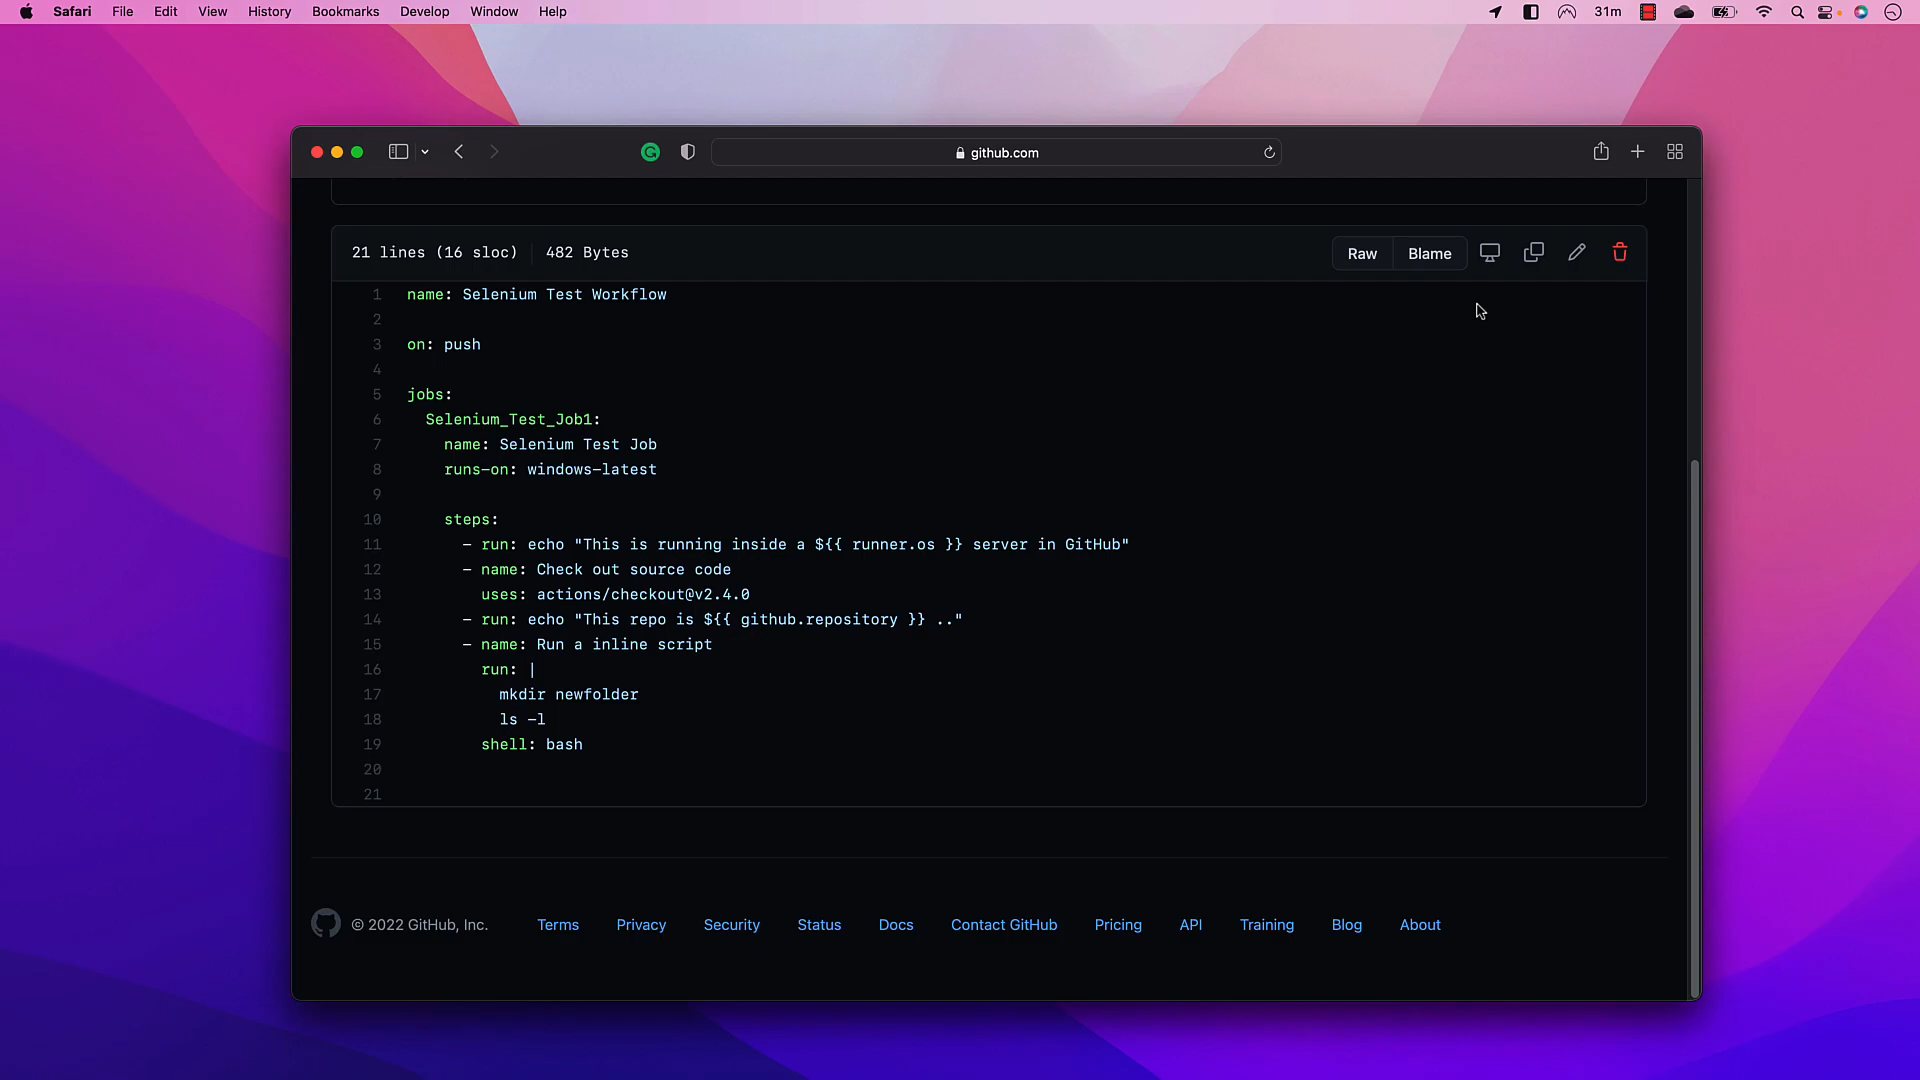 Safari File Edit View History Bookmarks Develop Window Help 31m
github.com
21 lines (16 sloc) 482 Bytes Raw Blame
1 name: Selenium Test Workflow
2
3 on: push
4
5 jobs:
6 Selenium_Test_Job1:
7 name: Selenium Test Job
8 runs-on: windows-latest
9
10 steps:
11 - run: echo "This is running inside a ${{ runner.os }} server in GitHub"
12 - name: Check out source code
13 uses: actions/checkout@v2.4.0
14 - run: echo "This repo is ${{ github.repository }} .."
15 - name: Run a inline script
16 run: |
17 mkdir newfolder
18 ls -l
19 shell: bash
20
21
© 2022 GitHub, Inc. Terms Privacy Security Status Docs Contact GitHub Pricing API Training Blog About